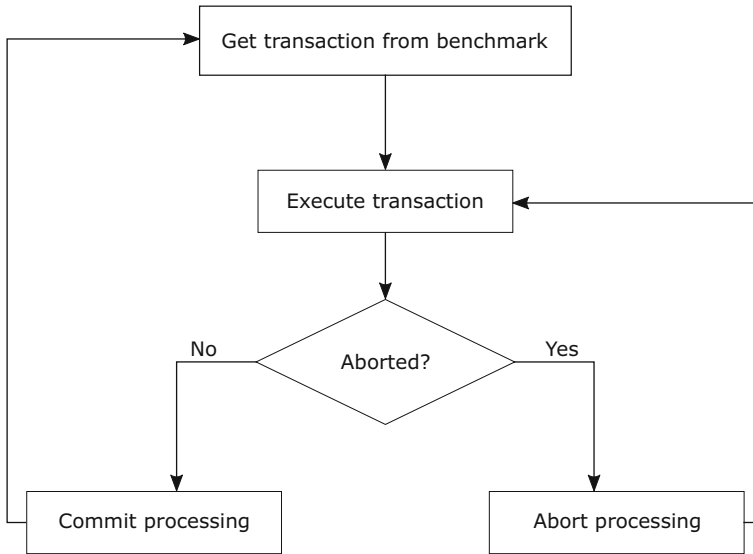 Get transaction from benchmark
Execute transaction
No
Aborted?
Yes
Commit processing
Abort processing